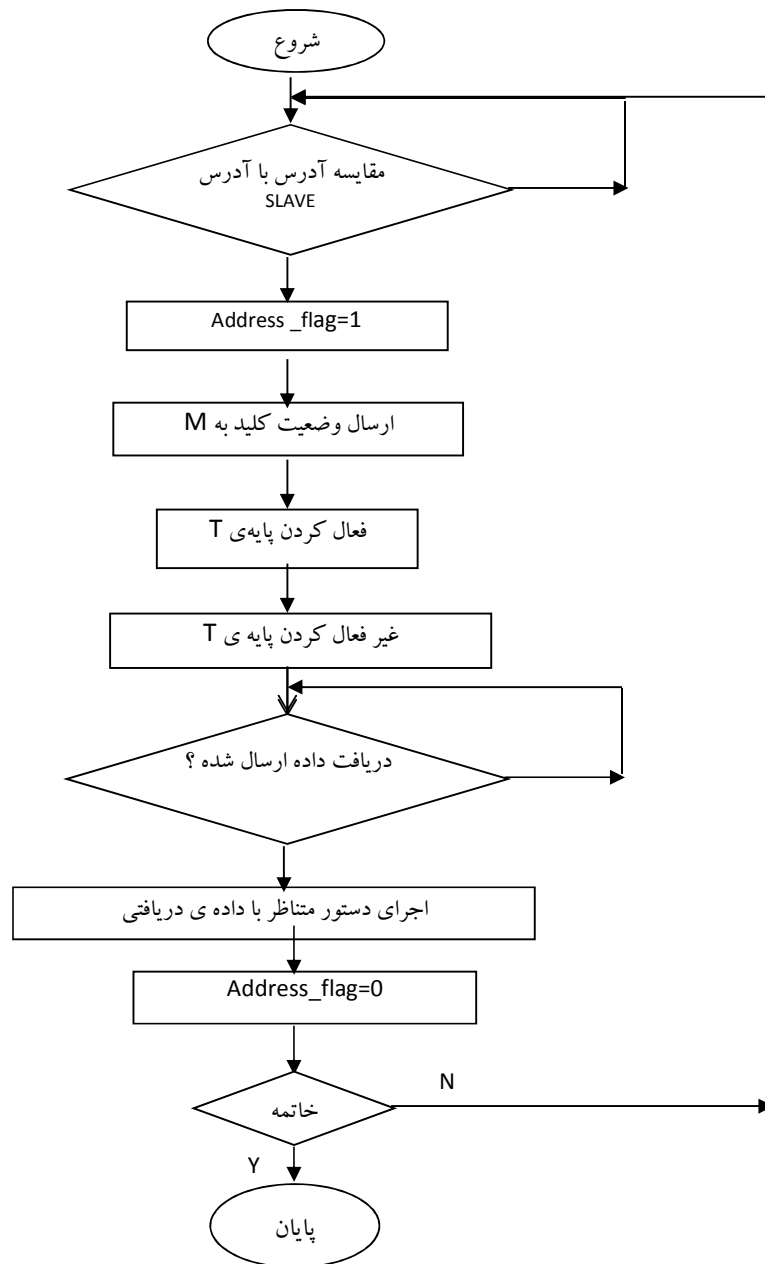 شروع
مقایسه آدرس با آدرس
SLAVE
Address _flag=1
ارسال وضعیت کلید به M
فعال کردن پایه‌ی T
غیر فعال کردن پایه ی T
دریافت داده ارسال شده ؟
اجرای دستور متناظر با داده ی دریافتی
Address_flag=0
خاتمه
N
Y
پایان